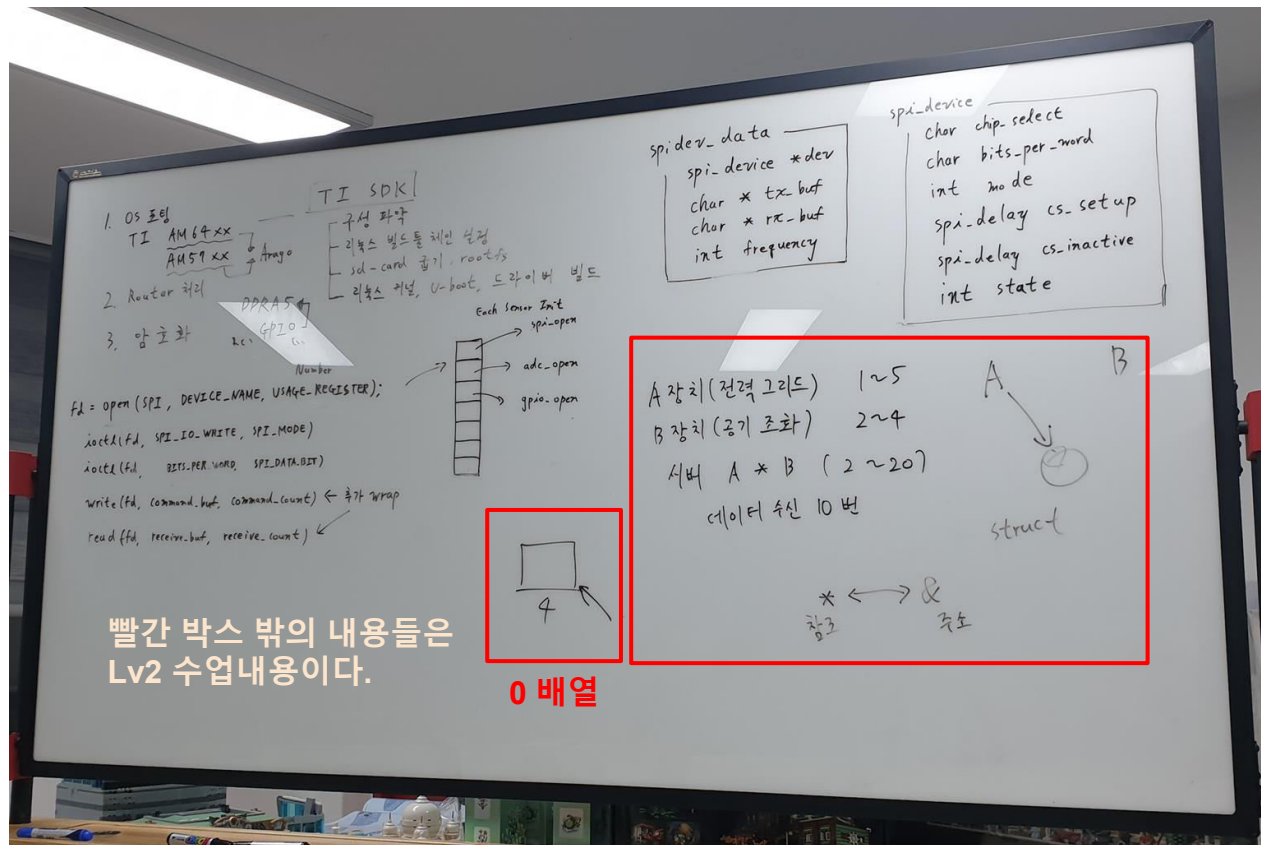 TI SDK
1. OS 포팅
TI AM64xx
AM57xx
Arago
2. Router 처리
3. 암호화
DDRA5
GPIO
구성 파악
리눅스 빌드툴 체인 설정
sd-card 굽기, rootfs
리눅스 커널, U-boot, 드라이버 빌드
Each Sensor Init
spi_open
adc_open
gpio_open
Number
fd = open (SPI, DEVICE_NAME, USAGE_REGISTER);
ioctl(fd, SPI_IO_WRITE, SPI_MODE)
ioctl(fd, BITS_PER_WORD, SPI_DATA_BIT)
write(fd, command_buf, command_count) ← 추가 wrap
read(fd, receive_buf, receive_count)
spidev_data
spi_device *dev
char * tx_buf
char * rx_buf
int frequency
spi_device
char chip_select
char bits_per_word
int mode
spi_delay cs_setup
spi_delay cs_inactive
int state
A장치(전력 그리드) 1~5
B장치(공기 조화) 2~4
서버 A * B (2~20)
데이터 수신 10번
A
B
struct
* ↔ &
참조 주소
4
0 배열
빨간 박스 밖의 내용들은
Lv2 수업내용이다.